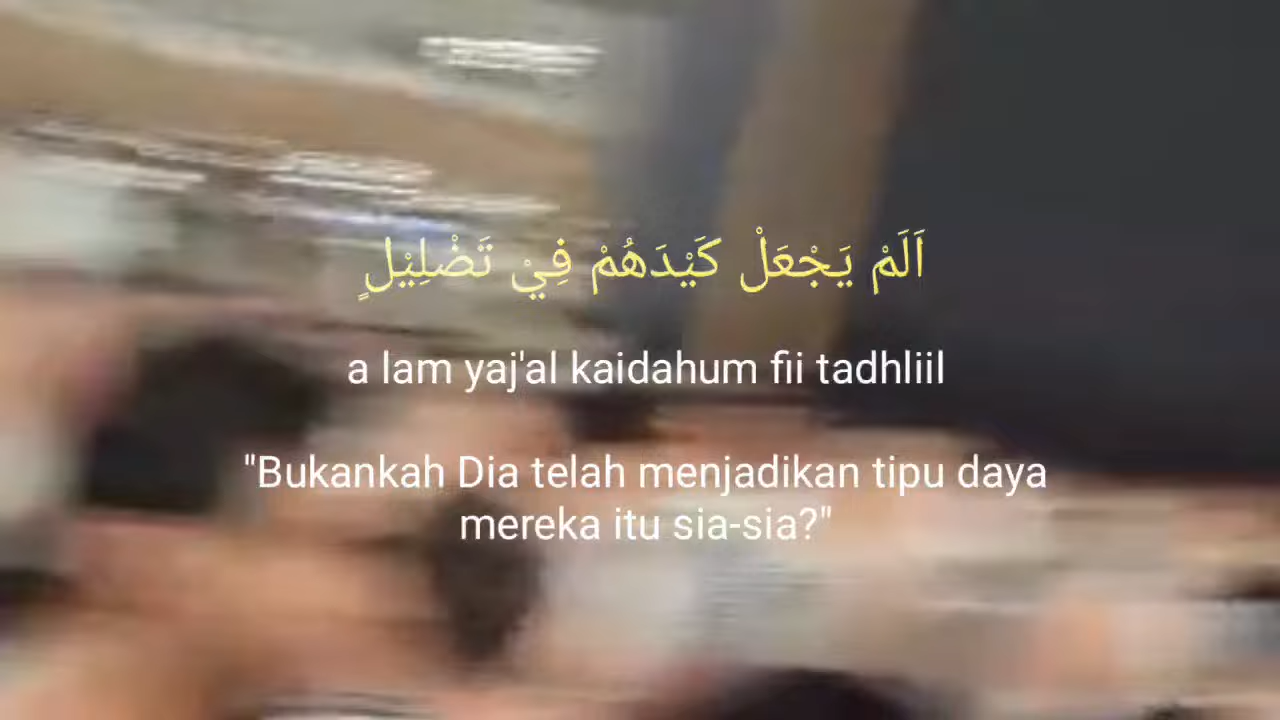 اَلَمْ يَجْعَلْ كَيْدَهُمْ فِيْ تَضْلِيْلٍ
a lam yaj'al kaidahum fii tadhliil
"Bukankah Dia telah menjadikan tipu daya
mereka itu sia-sia?"